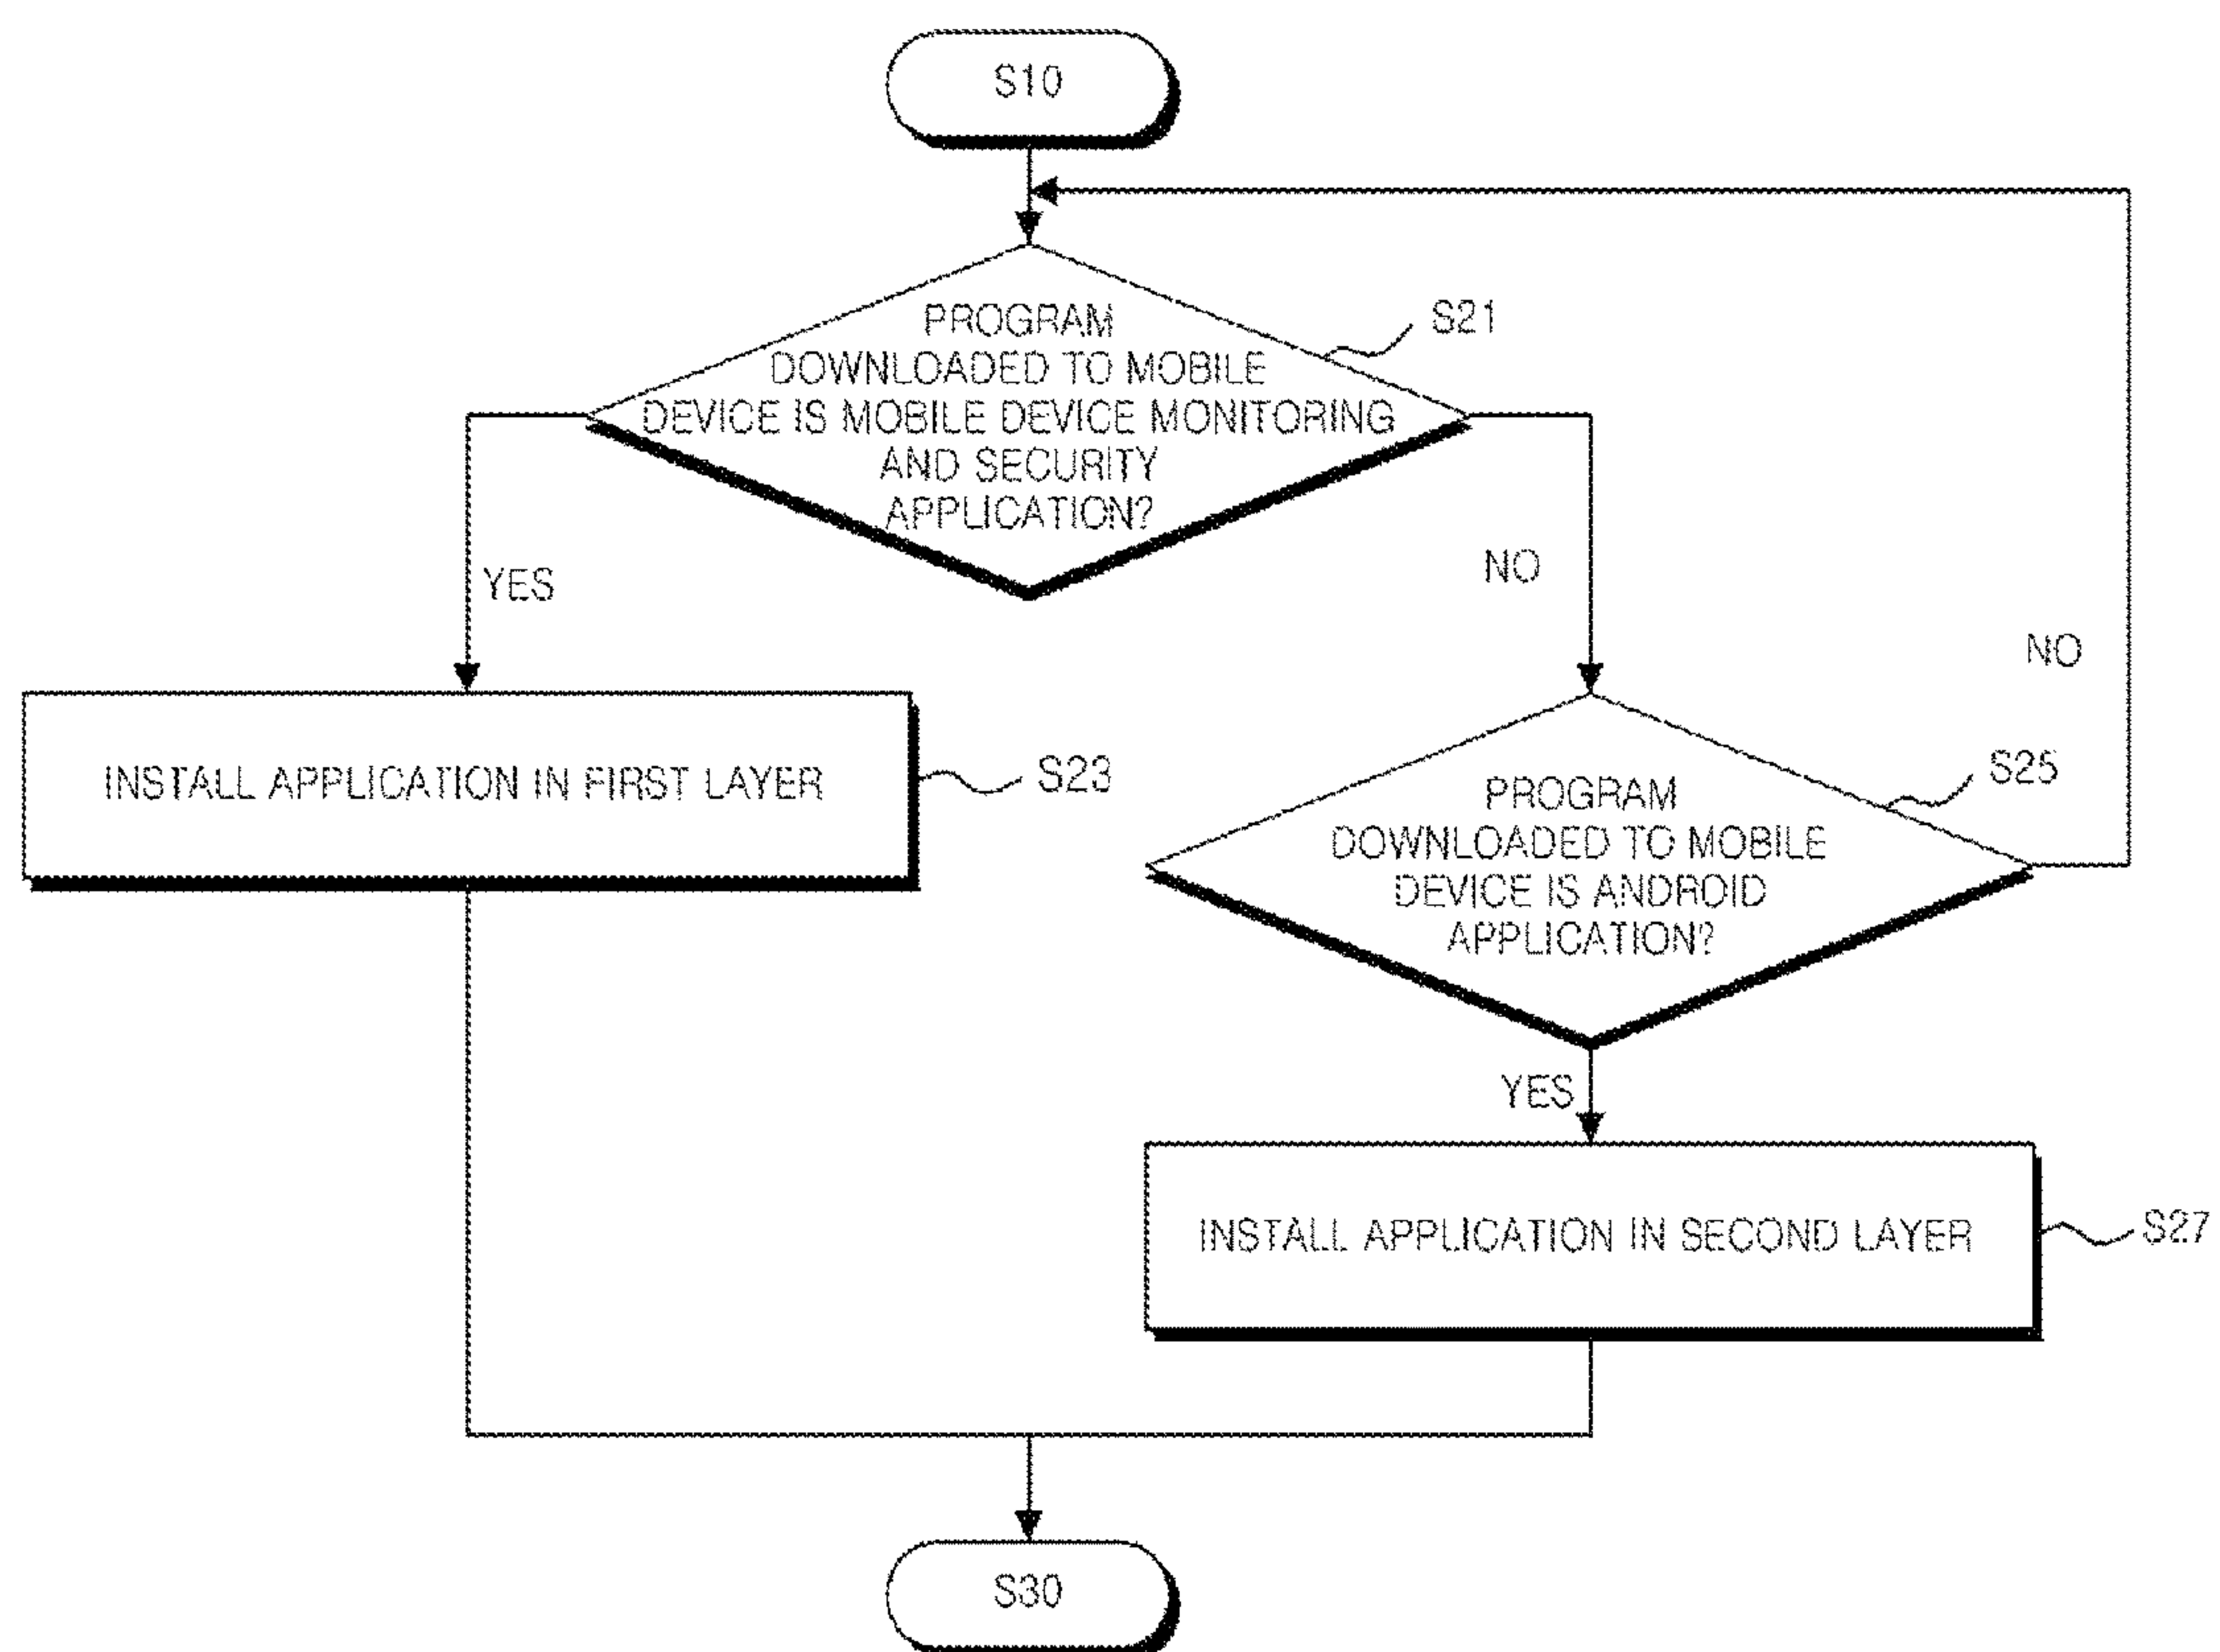 S10
PROGRAM
DOWNLOADED TO MOBILE
DEVICE IS MOBILE DEVICE MONITORING
AND SECURITY
APPLICATION?
S21
YES
NO
NO
INSTALL APPLICATION IN FIRST LAYER
S23
PROGRAM
DOWNLOADED TO MOBILE
DEVICE IS ANDROID
APPLICATION?
S25
YES
INSTALL APPLICATION IN SECOND LAYER
S27
S30